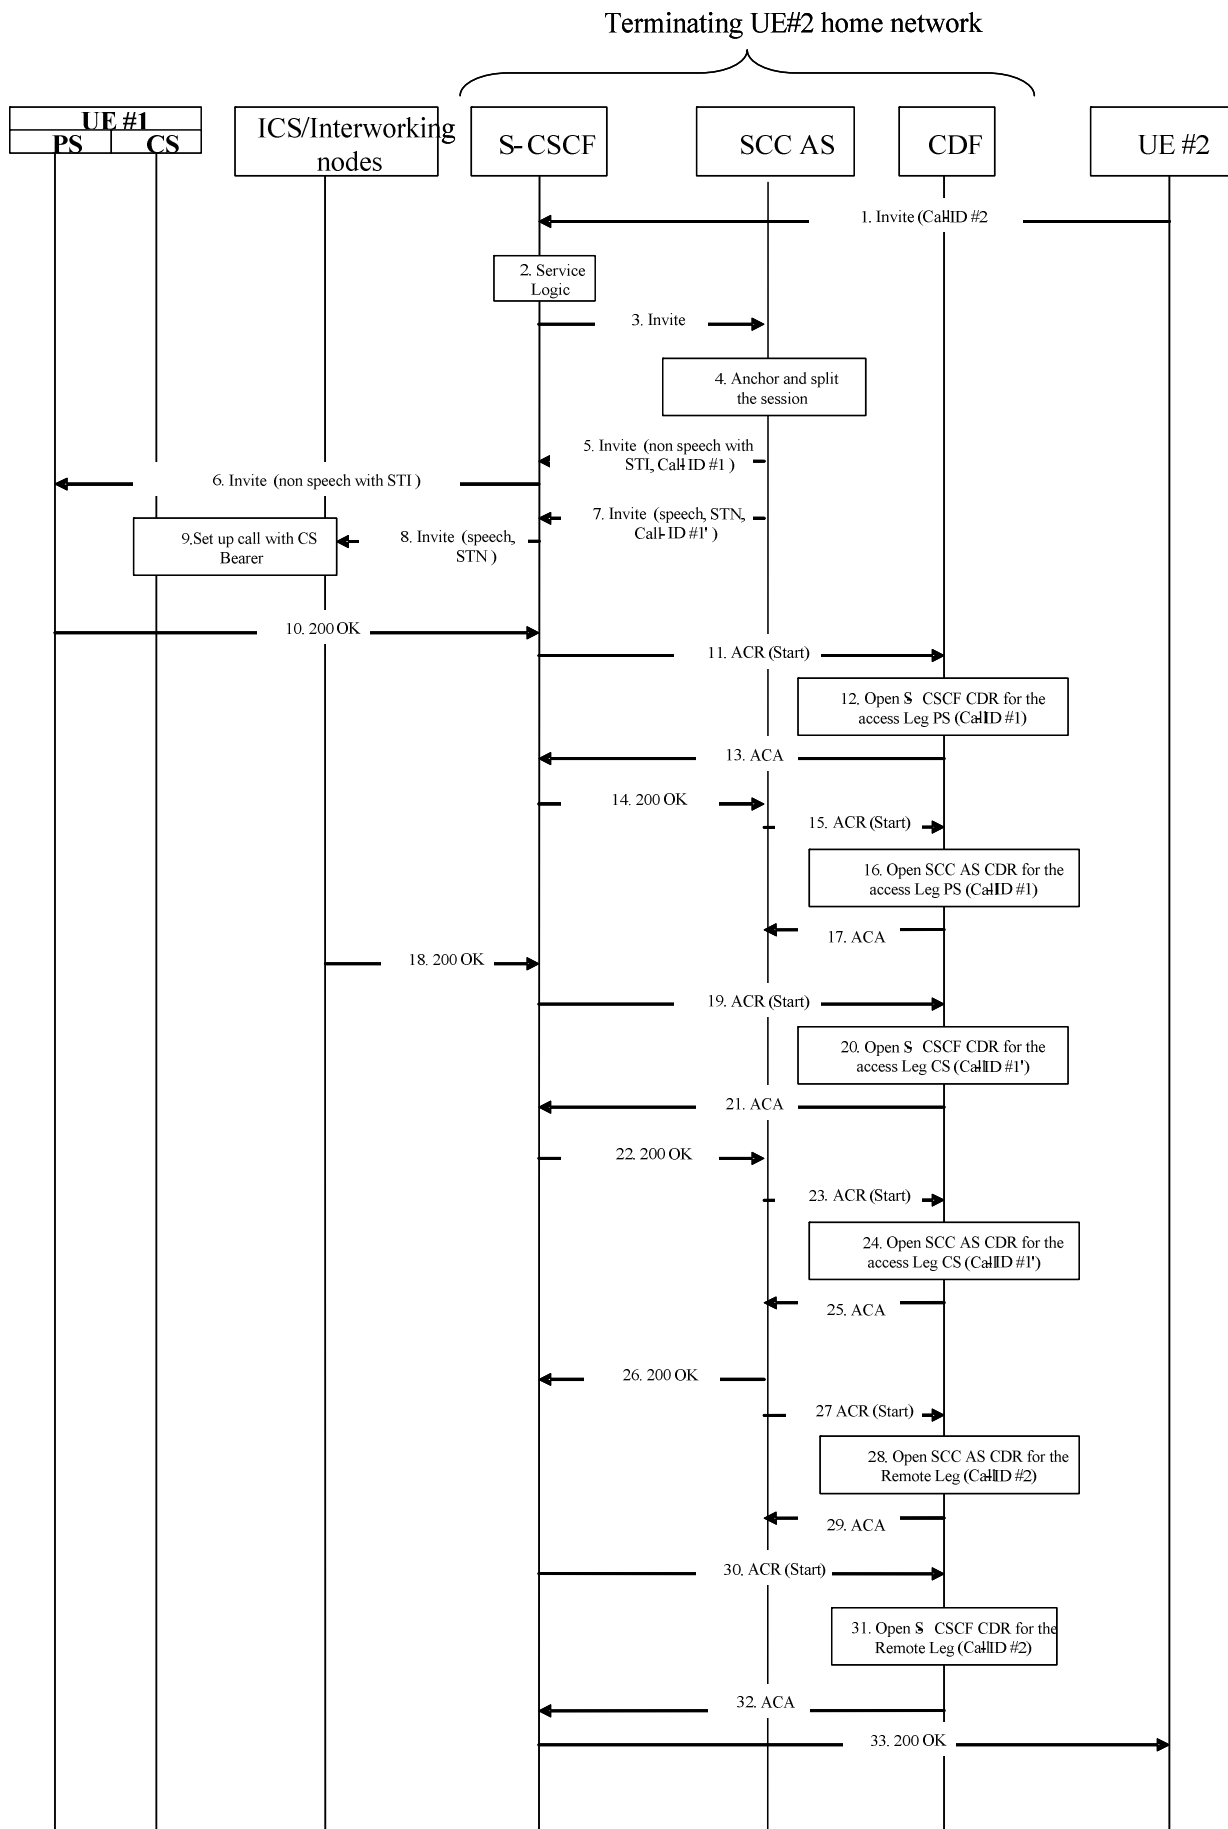 Terminating UE#2 home network
UE #1
PS CS
ICS/Interworking
nodes
S-CSCF
SCC AS
CDF
UE #2
1. Invite (Call-ID #2
2. Service
Logic
3. Invite
4. Anchor and split
the session
5. Invite (non speech with
STI, Call-ID #1 )
6. Invite (non speech with STI )
7. Invite (speech, STN,
Call-ID #1' )
8. Invite (speech,
STN )
9.Set up call with CS
Bearer
10. 200 OK
11. ACR (Start)
12. Open S-CSCF CDR for the
access Leg PS (Call-ID #1)
13. ACA
14. 200 OK
15. ACR (Start)
16. Open SCC AS CDR for the
access Leg PS (Call-ID #1)
17. ACA
18. 200 OK
19. ACR (Start)
20. Open S-CSCF CDR for the
access Leg CS (Call-ID #1')
21. ACA
22. 200 OK
23. ACR (Start)
24. Open SCC AS CDR for the
access Leg CS (Call-ID #1')
25. ACA
26. 200 OK
27 ACR (Start)
28. Open SCC AS CDR for the
Remote Leg (Call-ID #2)
29. ACA
30. ACR (Start)
31. Open S-CSCF CDR for the
Remote Leg (Call-ID #2)
32. ACA
33. 200 OK